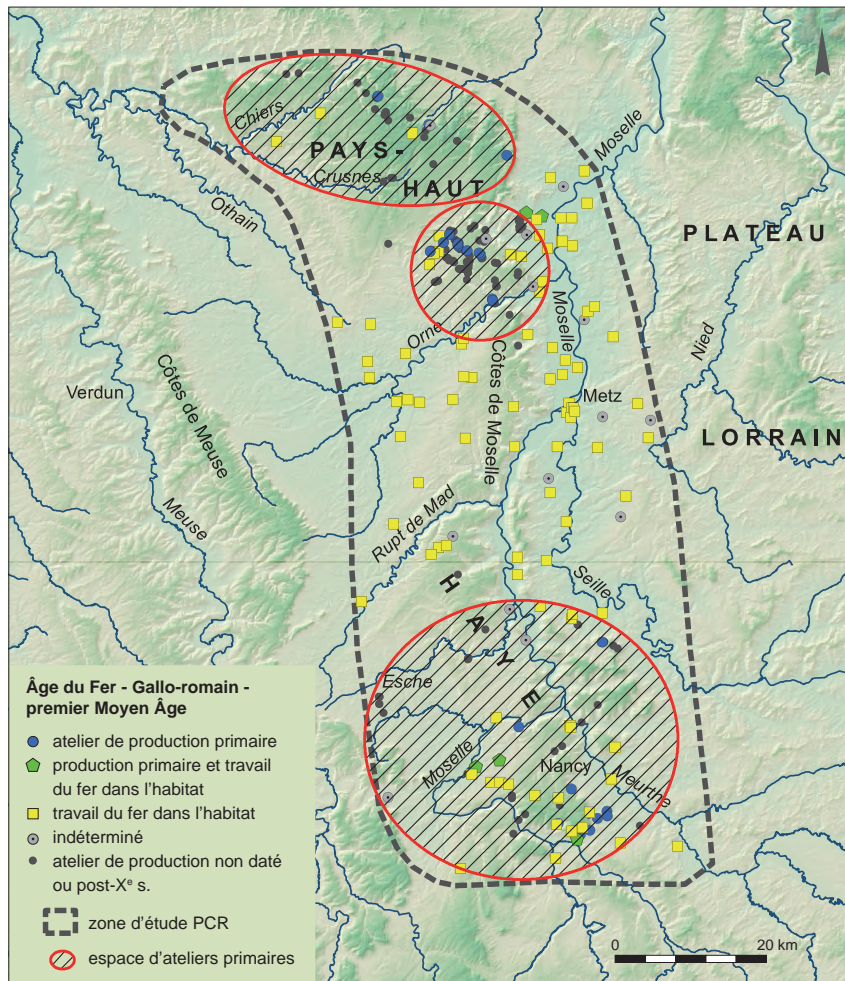 Chiers
PAYS-
Crusnes
HAUT
Moselle
Othain
PLATEAU
Moselle
Nied
Orne
Côtes de Meuse
Verdun
Côtes de Moselle
Metz
LORRAIN
Meuse
Rupt de Mad
Seille
HAYE
Esche
Moselle
Nancy
Meurthe
Âge du Fer - Gallo-romain -
premier Moyen Âge
atelier de production primaire
production primaire et travail
du fer dans l'habitat
travail du fer dans l'habitat
indéterminé
atelier de production non daté
ou post-Xe s.
zone d'étude PCR
espace d'ateliers primaires
0 20 km